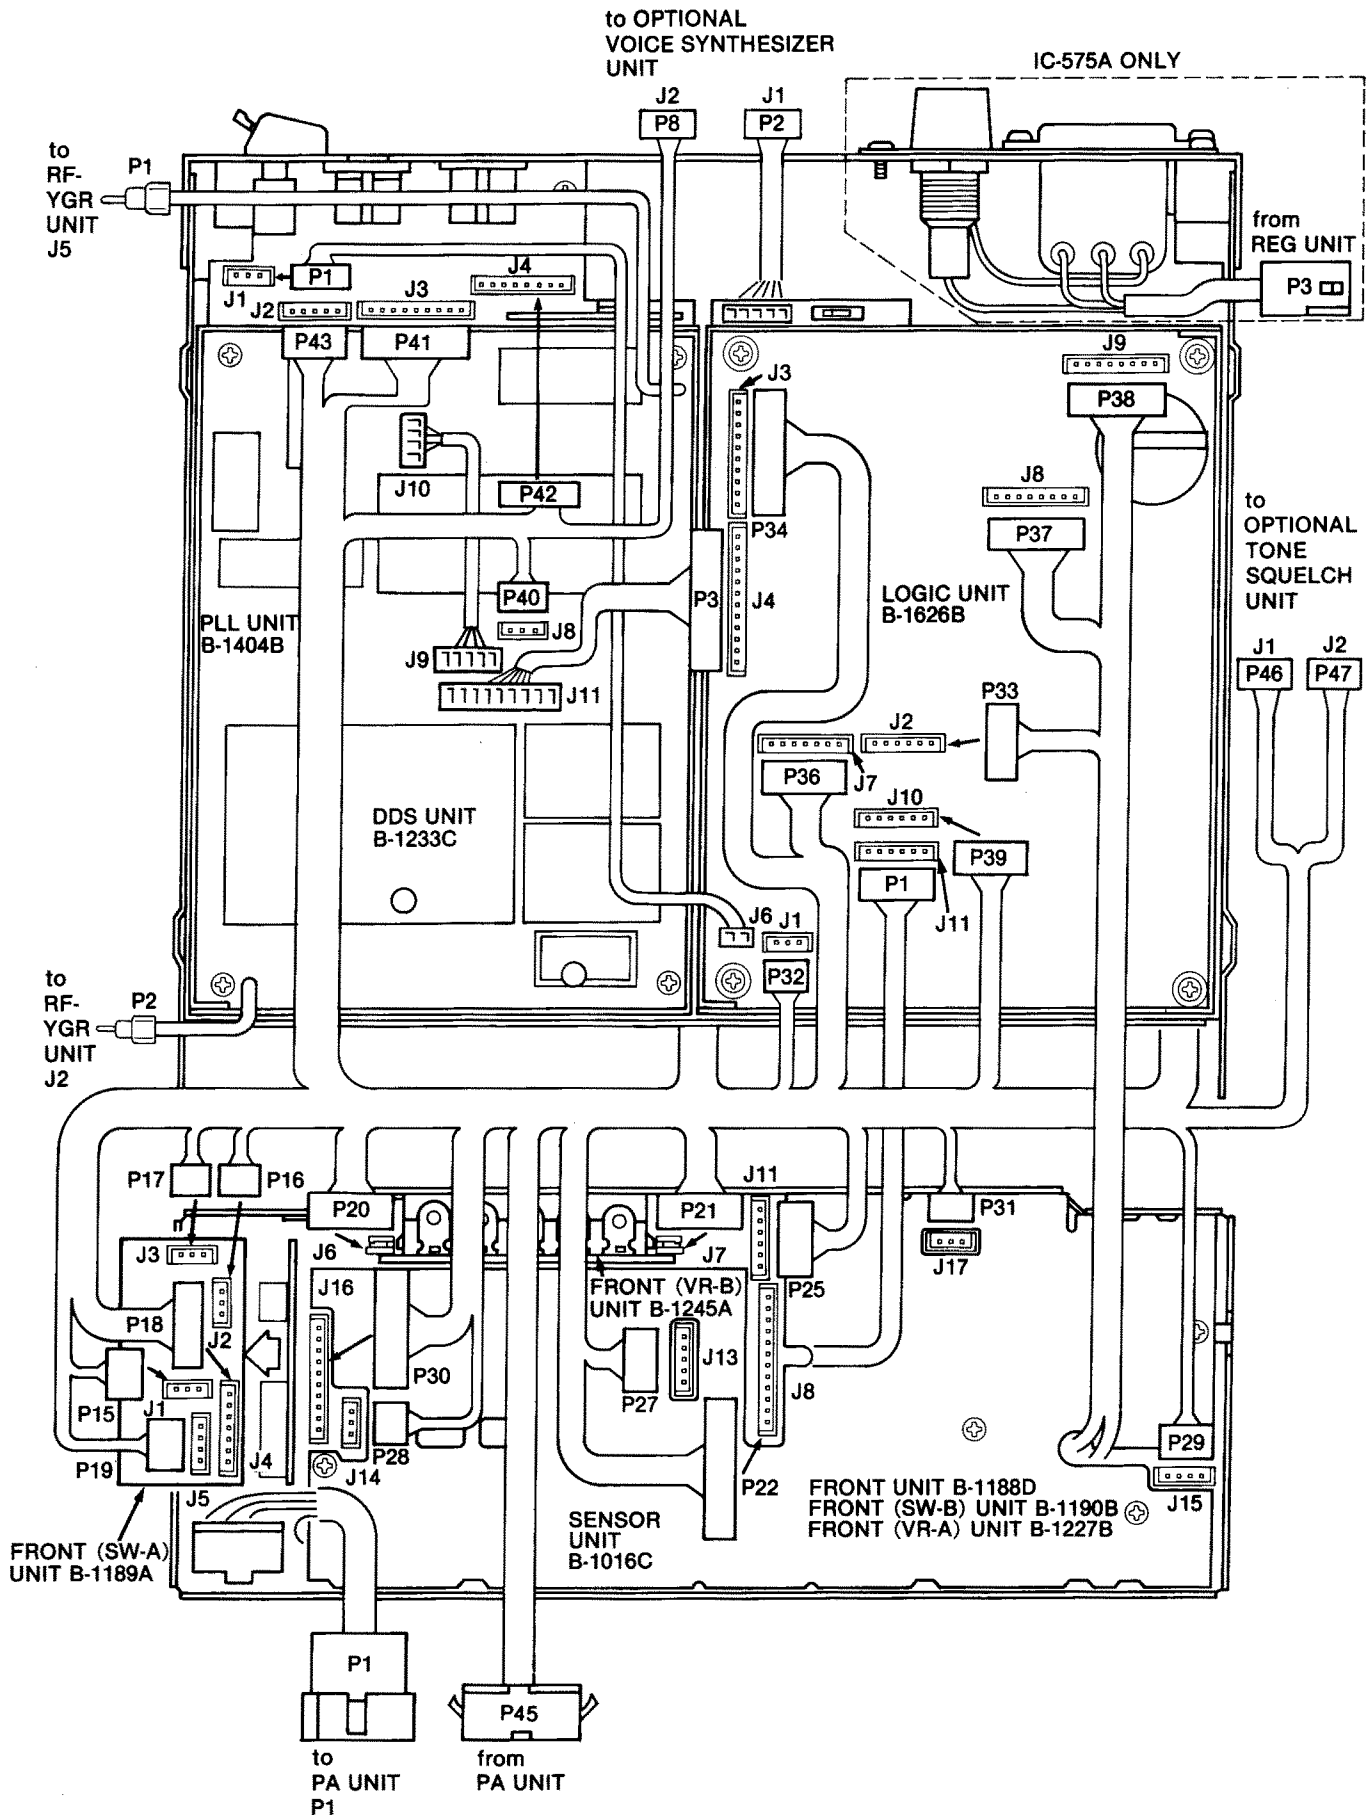 to OPTIONAL
VOICE SYNTHESIZER
UNIT
IC-575A ONLY
J2
P8
J1
P2
to
RF-
YGR
UNIT
J5
P1
from
REG UNIT
P3
J1
P1
J4
J2
J3
P43
P41
J9
P38
J3
J10
P42
J8
P37
P34
to
OPTIONAL
TONE
SQUELCH
UNIT
PLL UNIT
B-1404B
P40
J8
P3
J4
LOGIC UNIT
B-1626B
J9
J11
J1
P46
J2
P47
P33
J2
J7
P36
DDS UNIT
B-1233C
J10
P39
P1
J11
J6
J1
P32
to
RF-
YGR
UNIT
J2
P2
P17
P16
P20
P21
J11
P31
J3
J6
J7
P25
J17
J16
FRONT (VR-B)
UNIT B-1245A
P18
J2
P30
J13
P27
J8
P15
J1
P19
J4
J5
J14
P28
P22
P29
J15
FRONT (SW-A)
UNIT B-1189A
SENSOR
UNIT
B-1016C
FRONT UNIT B-1188D
FRONT (SW-B) UNIT B-1190B
FRONT (VR-A) UNIT B-1227B
P1
P45
to
PA UNIT
P1
from
PA UNIT